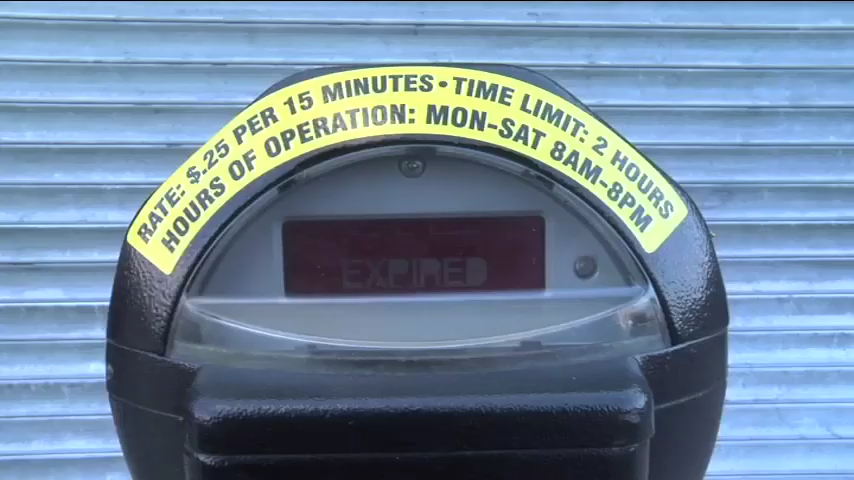 RATE: $.25 PER 15 MINUTES • TIME LIMIT: 2 HOURS
HOURS OF OPERATION: MON-SAT 8AM-8PM
EXPIRED